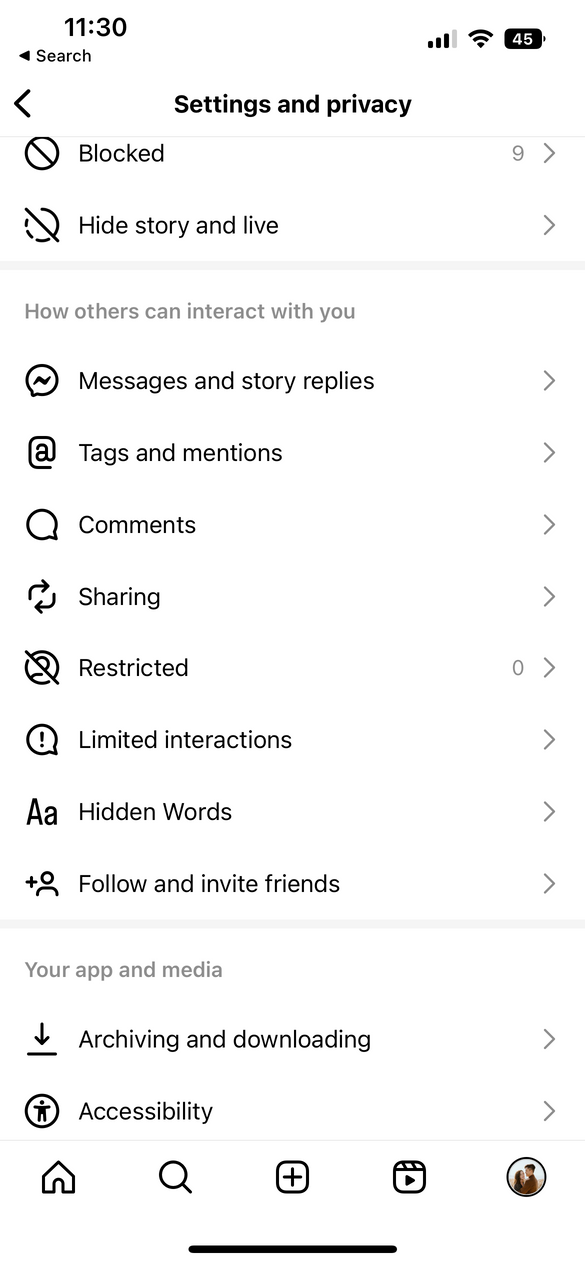 11:30
45
◀ Search
Settings and privacy
Blocked 9
Hide story and live
How others can interact with you
Messages and story replies
@ Tags and mentions
Comments
Sharing
Restricted 0
! Limited interactions
Aa Hidden Words
Follow and invite friends
Your app and media
Archiving and downloading
Accessibility